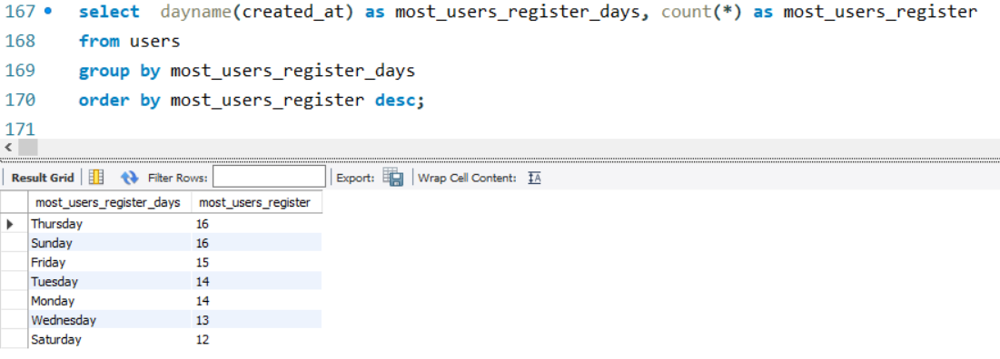 167 select dayname(created_at) as most_users_register_days, count(*) as most_users_register
168 from users
169 group by most_users_register_days
170 order by most_users_register desc;
171
Result Grid Filter Rows: Export: Wrap Cell Content:
most_users_register_days most_users_register
Thursday 16
Sunday 16
Friday 15
Tuesday 14
Monday 14
Wednesday 13
Saturday 12